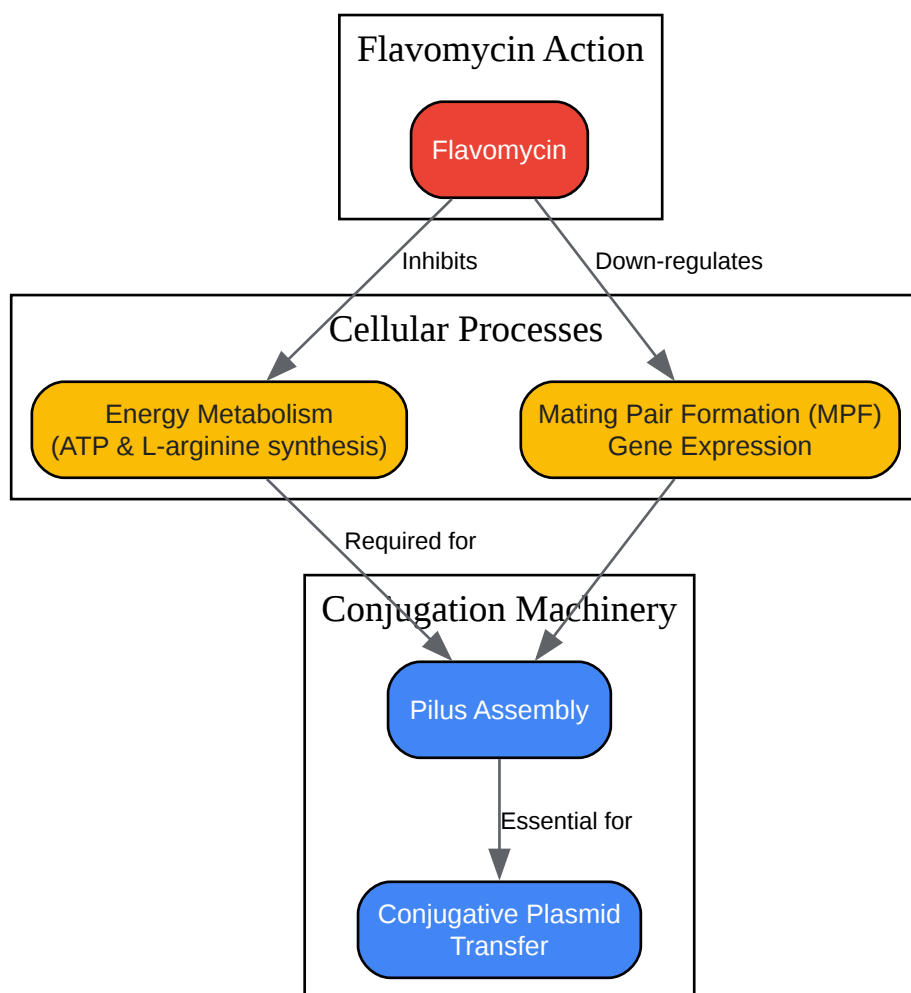 Flavomycin Action
Flavomycin
Inhibits
Down-regulates
Cellular Processes
Energy Metabolism
(ATP & L-arginine synthesis)
Mating Pair Formation (MPF)
Gene Expression
Required for
Conjugation Machinery
Pilus Assembly
Essential for
Conjugative Plasmid
Transfer